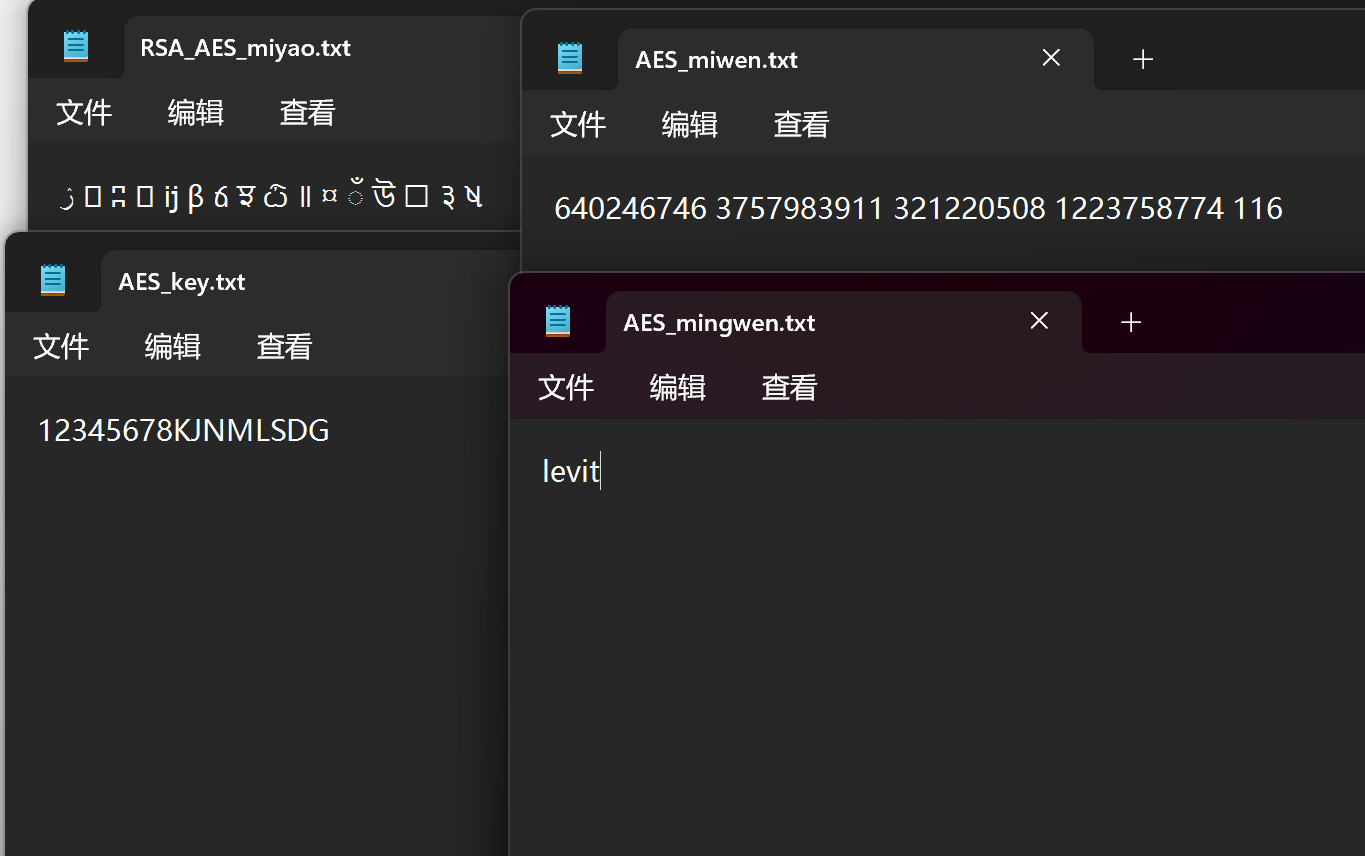 RSA_AES_miyao.txt
文件 编辑 查看
AES_miwen.txt
文件 编辑 查看
640246746 3757983911 321220508 1223758774 116
AES_key.txt
文件 编辑 查看
12345678KJNMLSDG
AES_mingwen.txt
文件 编辑 查看
levit